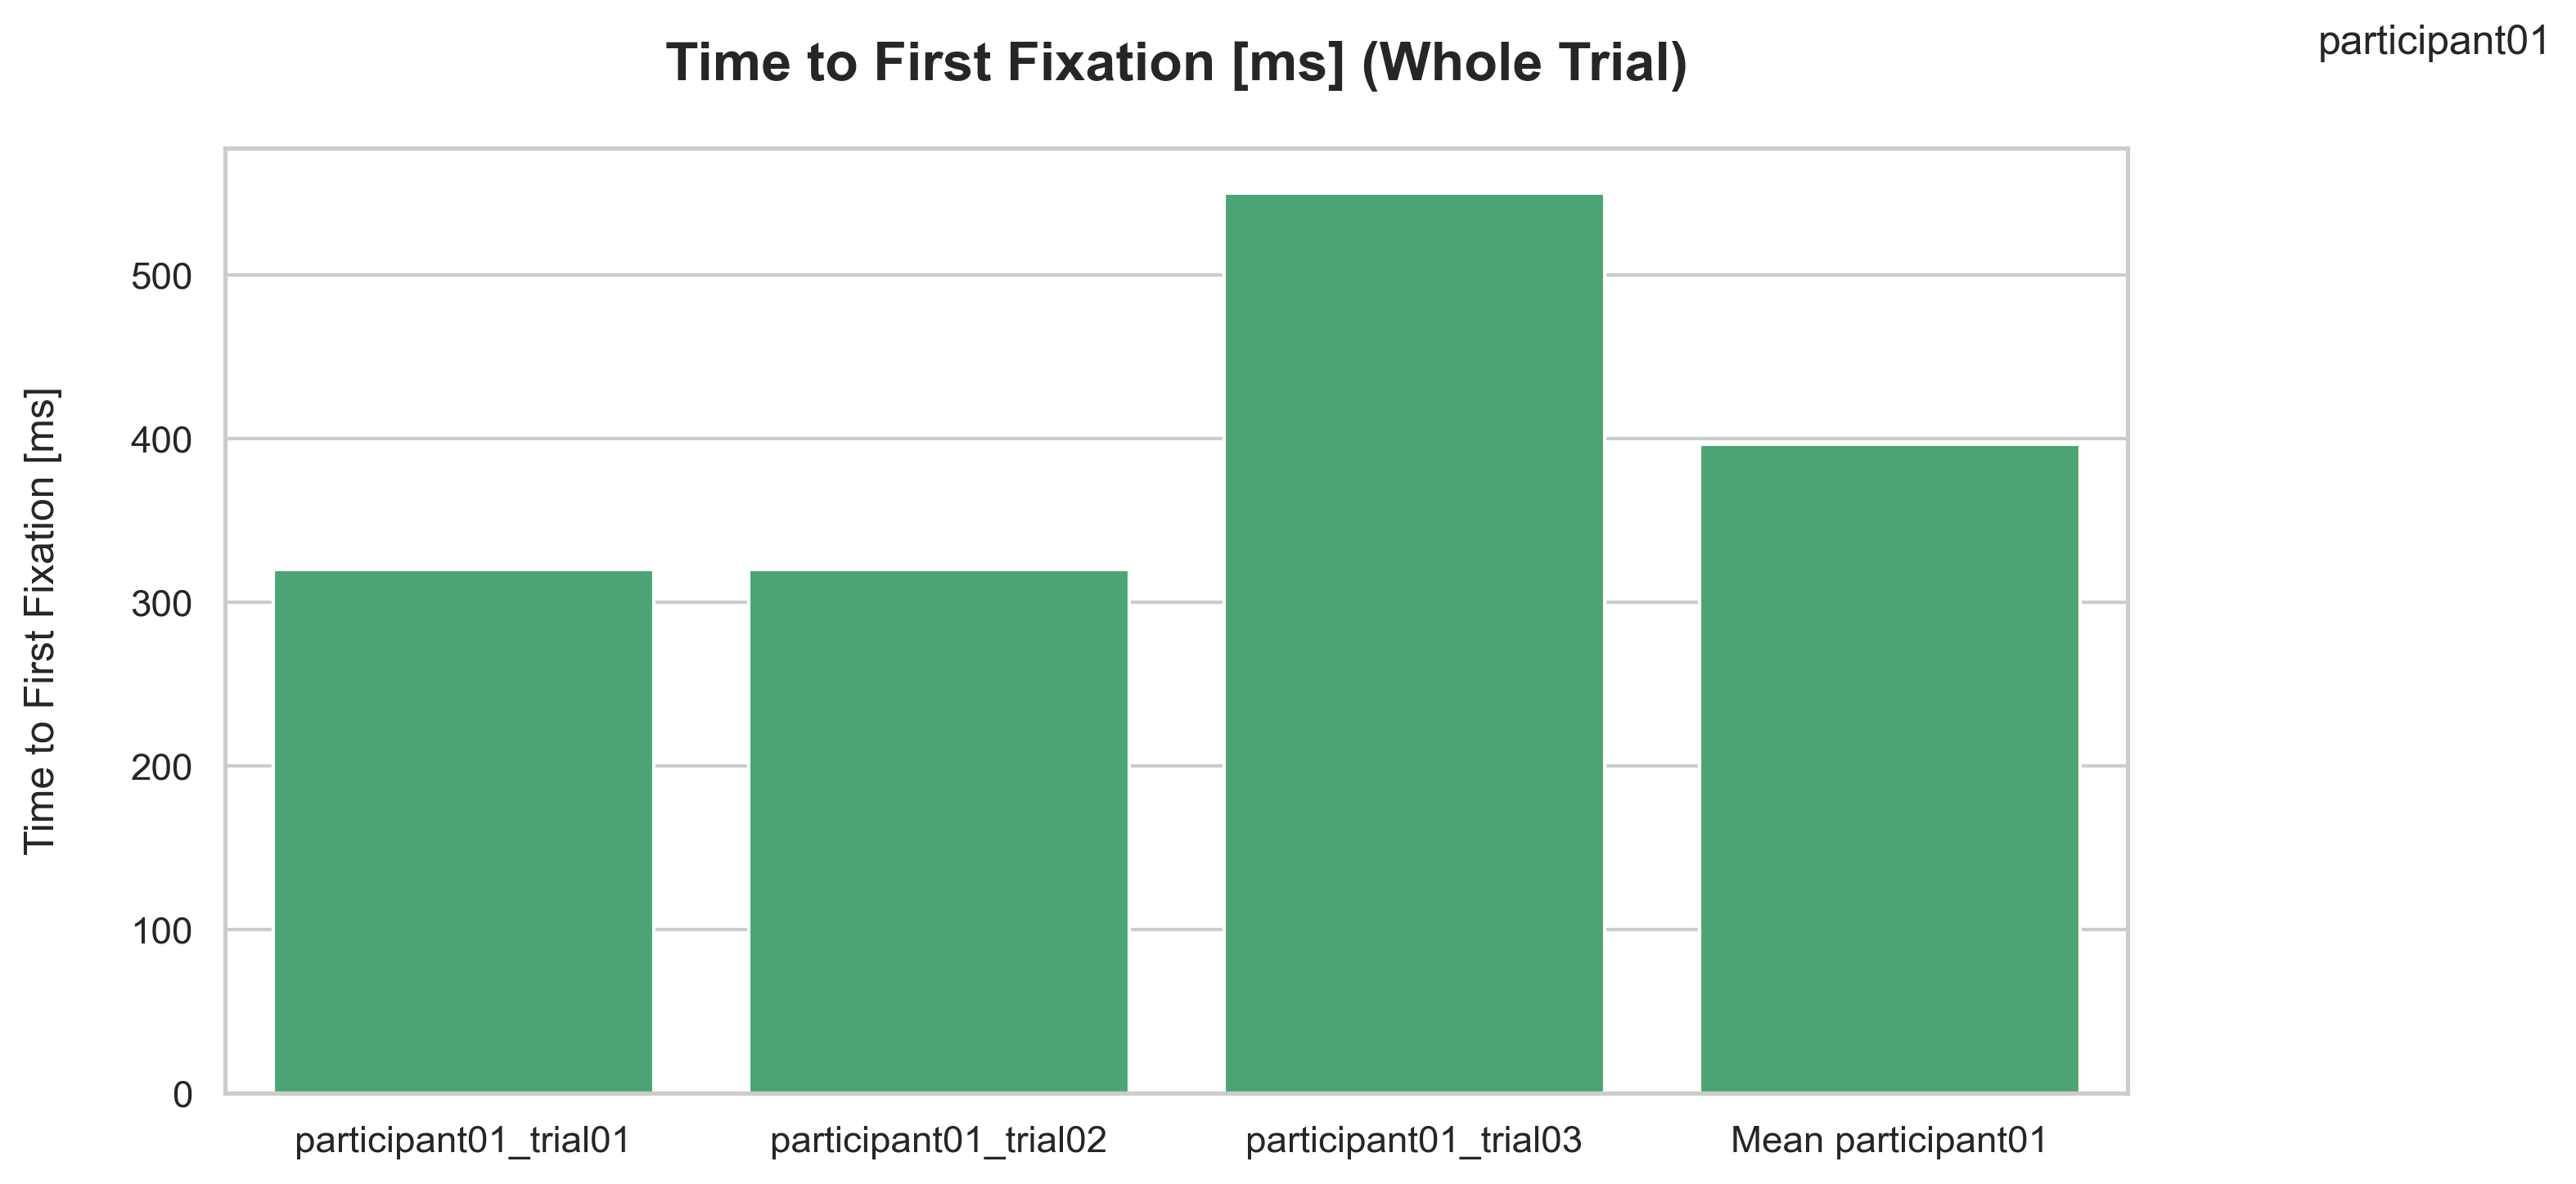 participant01
Time to First Fixation [ms] (Whole Trial)
Time to First Fixation [ms]
500
400
300
200
100
0
participant01_trial01
participant01_trial02
participant01_trial03
Mean participant01